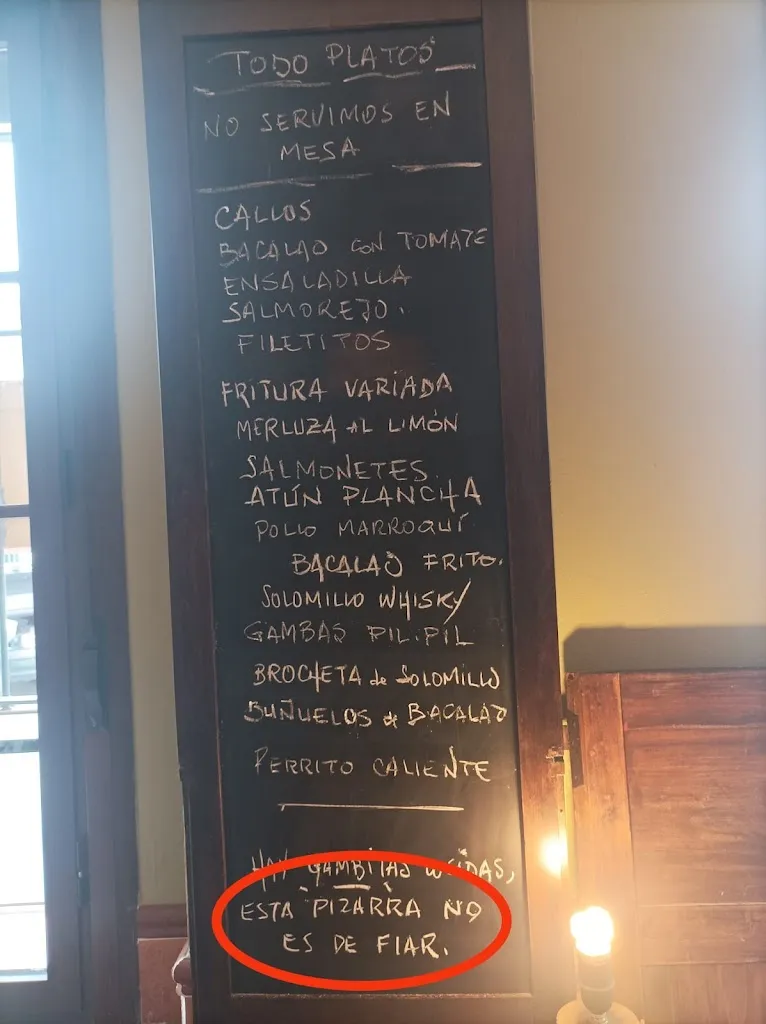 TODO PLATOS
NO SERVIMOS EN
MESA
CALLOS
BACALAO CON TOMATE
ENSALADILLA
SALMOREJO.
FILETITOS
FRITURA VARIADA
MERLUZA AL LIMÓN
SALMONETES.
ATÚN PLANCHA
POLLO MARROQUÍ
BACALAO FRITO.
SOLOMILLO WHISKY
GAMBAS PIL.PIL
BROCHETA de SOLOMILLO
BUÑUELOS de BACALAO
PERRITO CALIENTE
HAY GAMBITAS COCIDAS,
ESTA PIZARRA NO
ES DE FIAR.